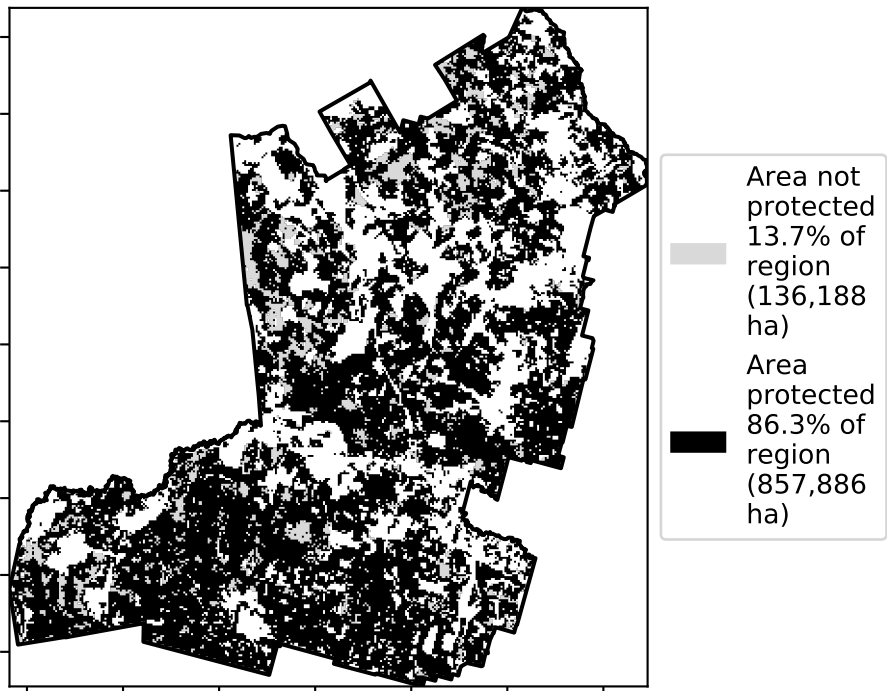 Area not
protected
13.7% of
region
(136,188
ha)
Area
protected
86.3% of
region
(857,886
ha)